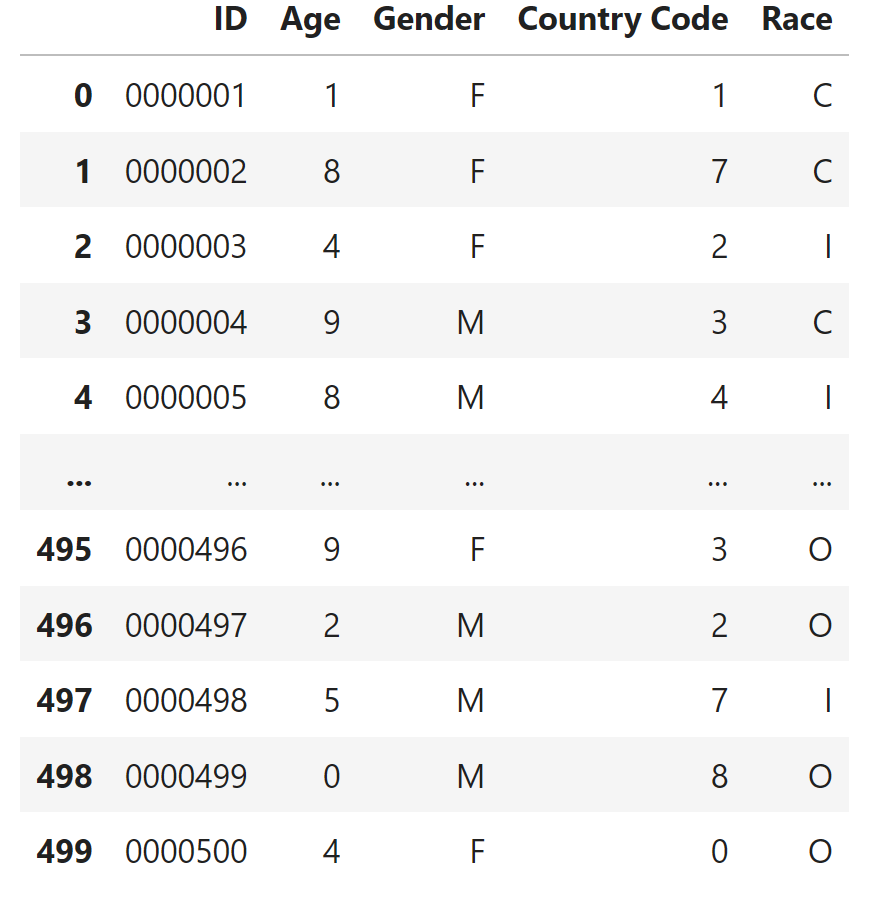 ID Age Gender Country Code Race
0 0000001 1 F 1 C
1 0000002 8 F 7 C
2 0000003 4 F 2 I
3 0000004 9 M 3 C
4 0000005 8 M 4 I
... ... ... ... ... ...
495 0000496 9 F 3 O
496 0000497 2 M 2 O
497 0000498 5 M 7 I
498 0000499 0 M 8 O
499 0000500 4 F 0 O